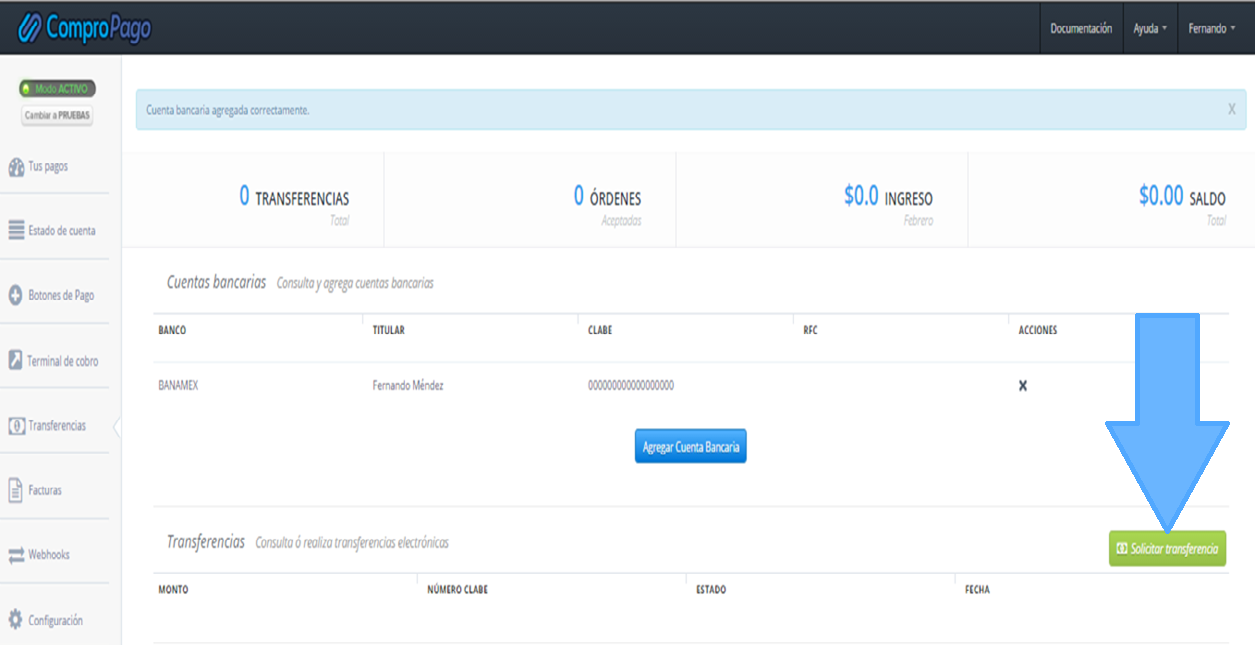 ComproPago
Documentación
Ayuda
Fernando
Modo ACTIVO
Cambiar a PRUEBAS
Tus pagos
Estado de cuenta
Botones de Pago
Terminal de cobro
Transferencias
Facturas
Webhooks
Configuración
Cuenta bancaria agregada correctamente.
X
0 TRANSFERENCIAS
Total
0 ÓRDENES
Aceptadas
$0.0 INGRESO
Febrero
$0.00 SALDO
Total
Cuentas bancarias Consulta y agrega cuentas bancarias
BANCO TITULAR CLABE RFC ACCIONES
BANAMEX Fernando Méndez 000000000000000000
Agregar Cuenta Bancaria
Transferencias Consulta ó realiza transferencias electrónicas
Solicitar transferencia
MONTO NÚMERO CLABE ESTADO FECHA